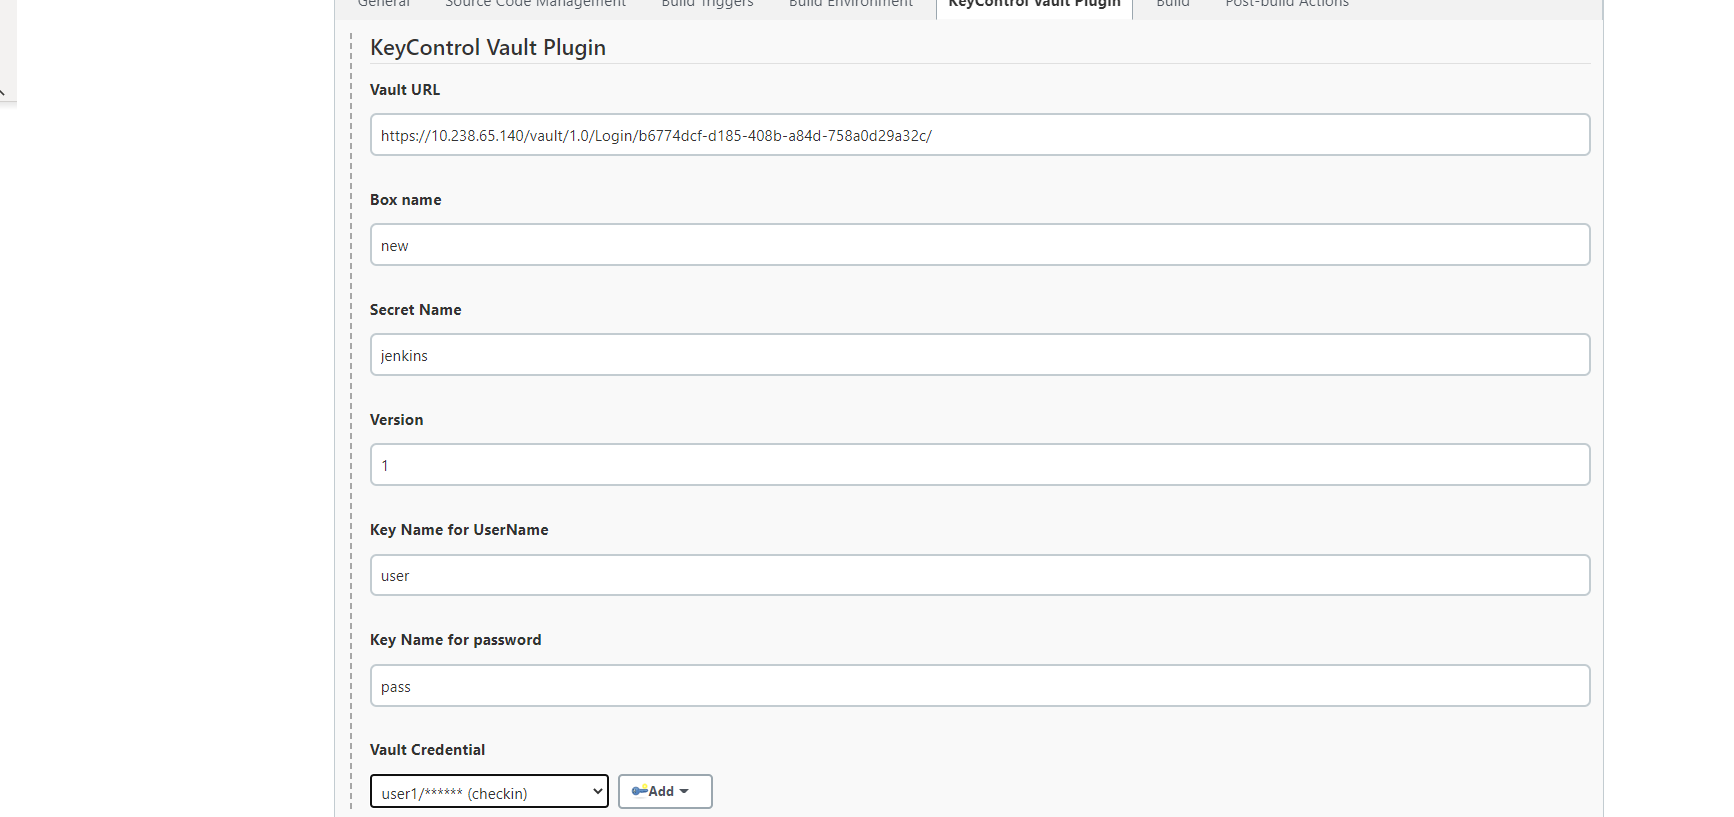 General Source Code Management Build Triggers Build Environment KeyControl Vault Plugin Build Post-build Actions
KeyControl Vault Plugin
Vault URL
https://10.238.65.140/vault/1.0/Login/b6774dcf-d185-408b-a84d-758a0d29a32c/
Box name
new
Secret Name
jenkins
Version
1
Key Name for UserName
user
Key Name for password
pass
Vault Credential
user1/****** (checkin) Add